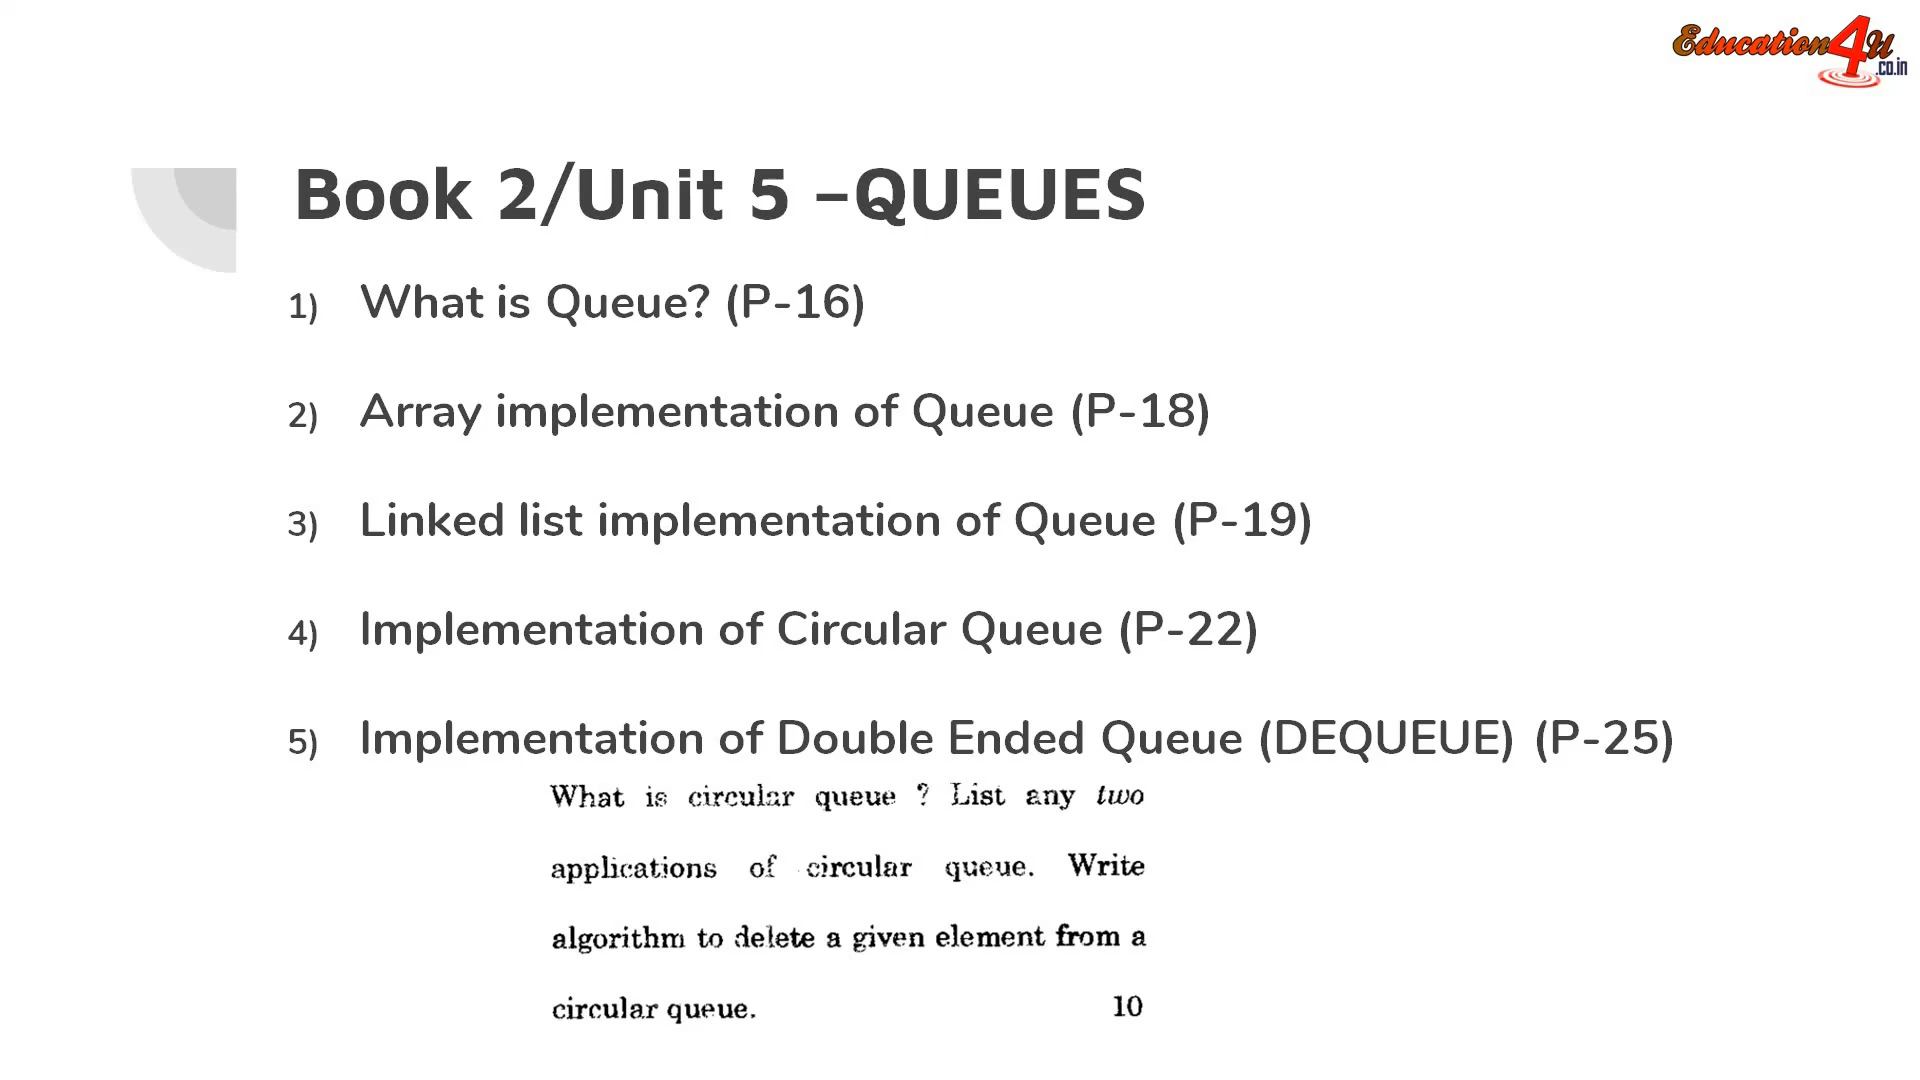 Education4U
.co.in
Book 2/Unit 5 –QUEUES
1) What is Queue? (P-16)
2) Array implementation of Queue (P-18)
3) Linked list implementation of Queue (P-19)
4) Implementation of Circular Queue (P-22)
5) Implementation of Double Ended Queue (DEQUEUE) (P-25)
What is circular queue ? List any two
applications of circular queue. Write
algorithm to delete a given element from a
circular queue. 10